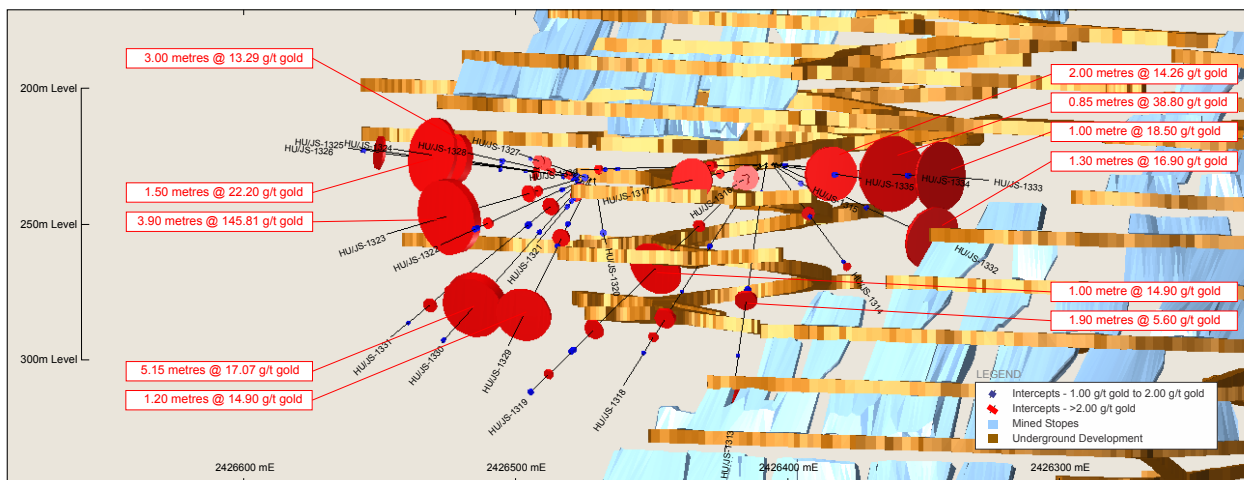 3.00 metres @ 13.29 g/t gold
2.00 metres @ 14.26 g/t gold
200m Level
0.85 metres @ 38.80 g/t gold
1.00 metre @ 18.50 g/t gold
HU/JS-1325
HU/JS-1324
HU/JS-1326
HU/JS-1328
HU/JS-1327
1.30 metres @ 16.90 g/t gold
1.50 metres @ 22.20 g/t gold
HU/JS-1317
HU/JS-1316
HU/JS-1315
HU/JS-1335
HU/JS-1334
HU/JS-1333
3.90 metres @ 145.81 g/t gold
250m Level
HU/JS-1323
HU/JS-1322
HU/JS-1321
HU/JS-1320
HU/JS-1332
HU/JS-1314
1.00 metres @ 14.90 g/t gold
1.90 metres @ 5.60 g/t gold
300m Level
HU/JS-1331
HU/JS-1330
HU/JS-1329
5.15 metres @ 17.07 g/t gold
1.20 metres @ 14.90 g/t gold
HU/JS-1319
HU/JS-1318
HU/JS-1313
LEGEND
Intercepts - 1.00 g/t gold to 2.00 g/t gold
Intercepts - >2.00 g/t gold
Mined Stopes
Underground Development
2426600 mE
2426500 mE
2426400 mE
2426300 mE